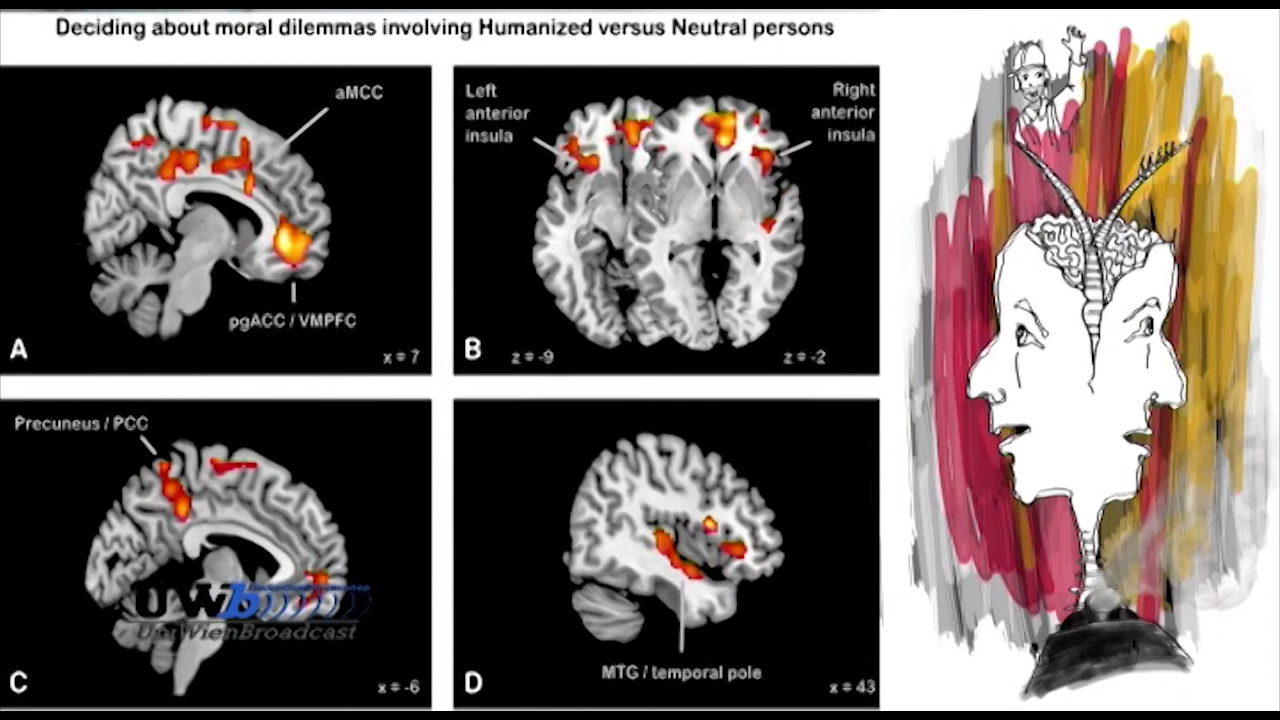 Deciding about moral dilemmas involving Humanized versus Neutral persons
aMCC
pgACC / VMPFC
A
x = 7
Left
anterior
insula
Right
anterior
insula
B
z = -9
z = -2
Precuneus / PCC
UWb
UniWienBroadcast
C
x = -6
MTG / temporal pole
D
x = 43